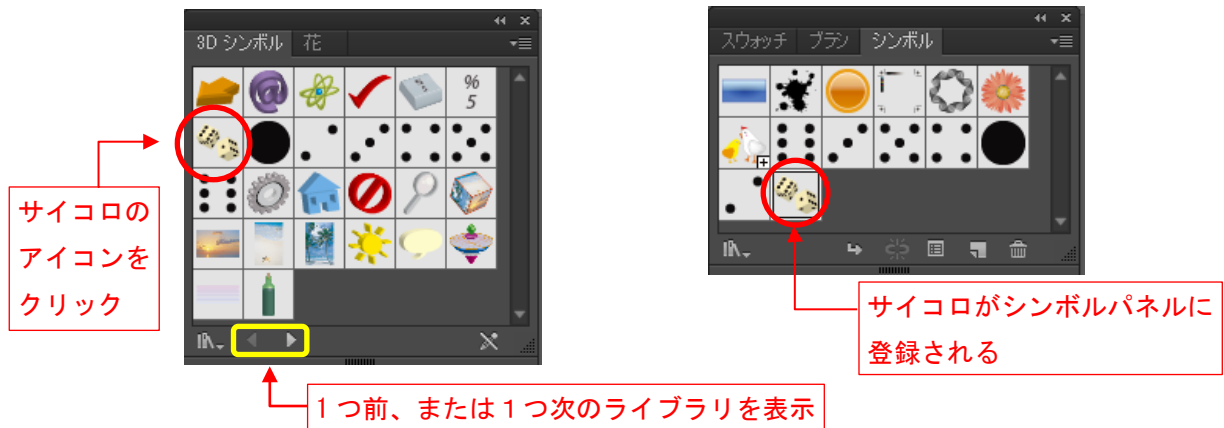 3D シンボル 花
%
5
サイコロの
アイコンを
クリック
1つ前、または1つ次のライブラリを表示
スウォッチ ブラシ シンボル
サイコロがシンボルパネルに
登録される